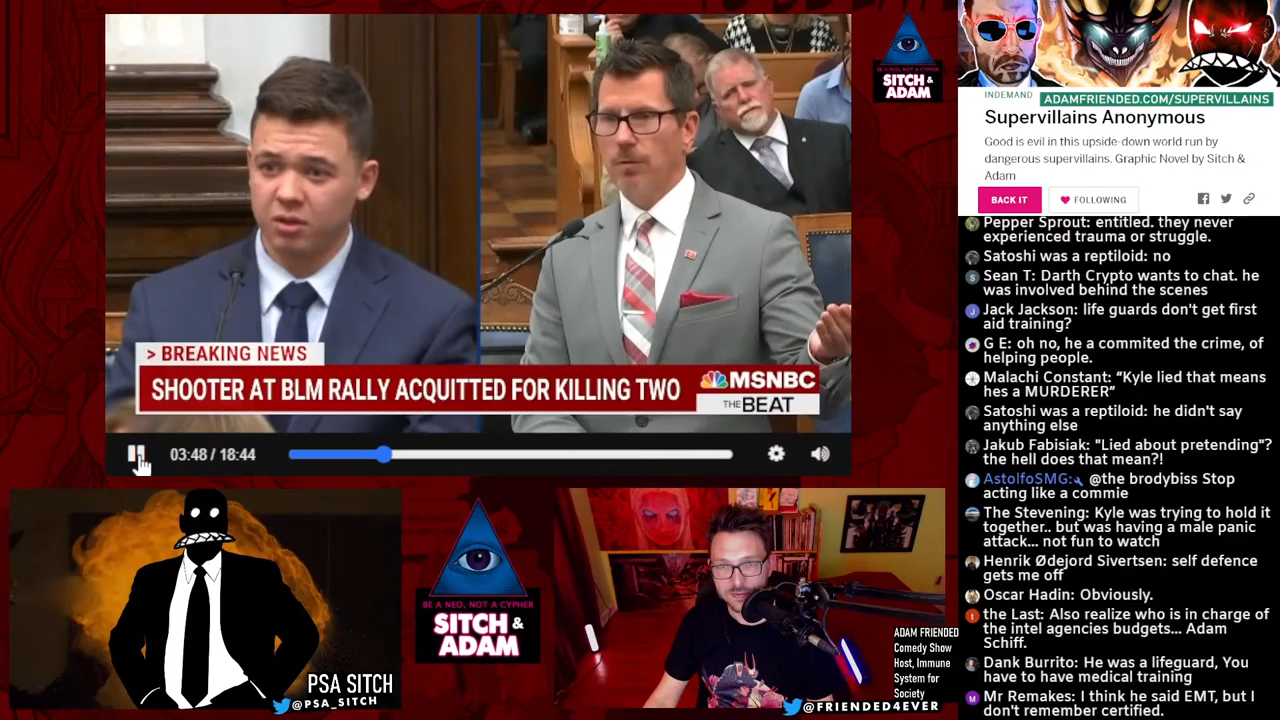 > BREAKING NEWS
SHOOTER AT BLM RALLY ACQUITTED FOR KILLING TWO
MSNBC
THE BEAT
03:48 / 18:44
BE A NEO, NOT A CYPHER
SITCH &
ADAM
INDEMAND
ADAMFRIENDED.COM/SUPERVILLAINS
Supervillains Anonymous
Good is evil in this upside-down world run by
dangerous supervillains. Graphic Novel by Sitch &
Adam
BACK IT
FOLLOWING
Pepper Sprout: entitled. they never
experienced trauma or struggle.
Satoshi was a reptiloid: no
Sean T: Darth Crypto wants to chat. he
was involved behind the scenes
Jack Jackson: life guards don't get first
aid training?
G E: oh no, he a commited the crime, of
helping people.
Malachi Constant: “Kyle lied that means
hes a MURDERER”
Satoshi was a reptiloid: he didn't say
anything else
Jakub Fabisiak: "Lied about pretending"?
the hell does that mean?!
AstolfoSMG: @the brodybiss Stop
acting like a commie
The Stevening: Kyle was trying to hold it
together.. but was having a male panic
attack... not fun to watch
Henrik Ødejord Sivertsen: self defence
gets me off
Oscar Hadin: Obviously.
the Last: Also realize who is in charge of
the intel agencies budgets... Adam
Schiff.
Dank Burrito: He was a lifeguard, You
have to have medical training
Mr Remakes: I think he said EMT, but I
don't remember certified.
PSA SITCH
@PSA_SITCH
BE A NEO, NOT A CYPHER
SITCH &
ADAM
ADAM FRIENDED
Comedy Show
Host, Immune
System for
Society
@FRIENDED4EVER